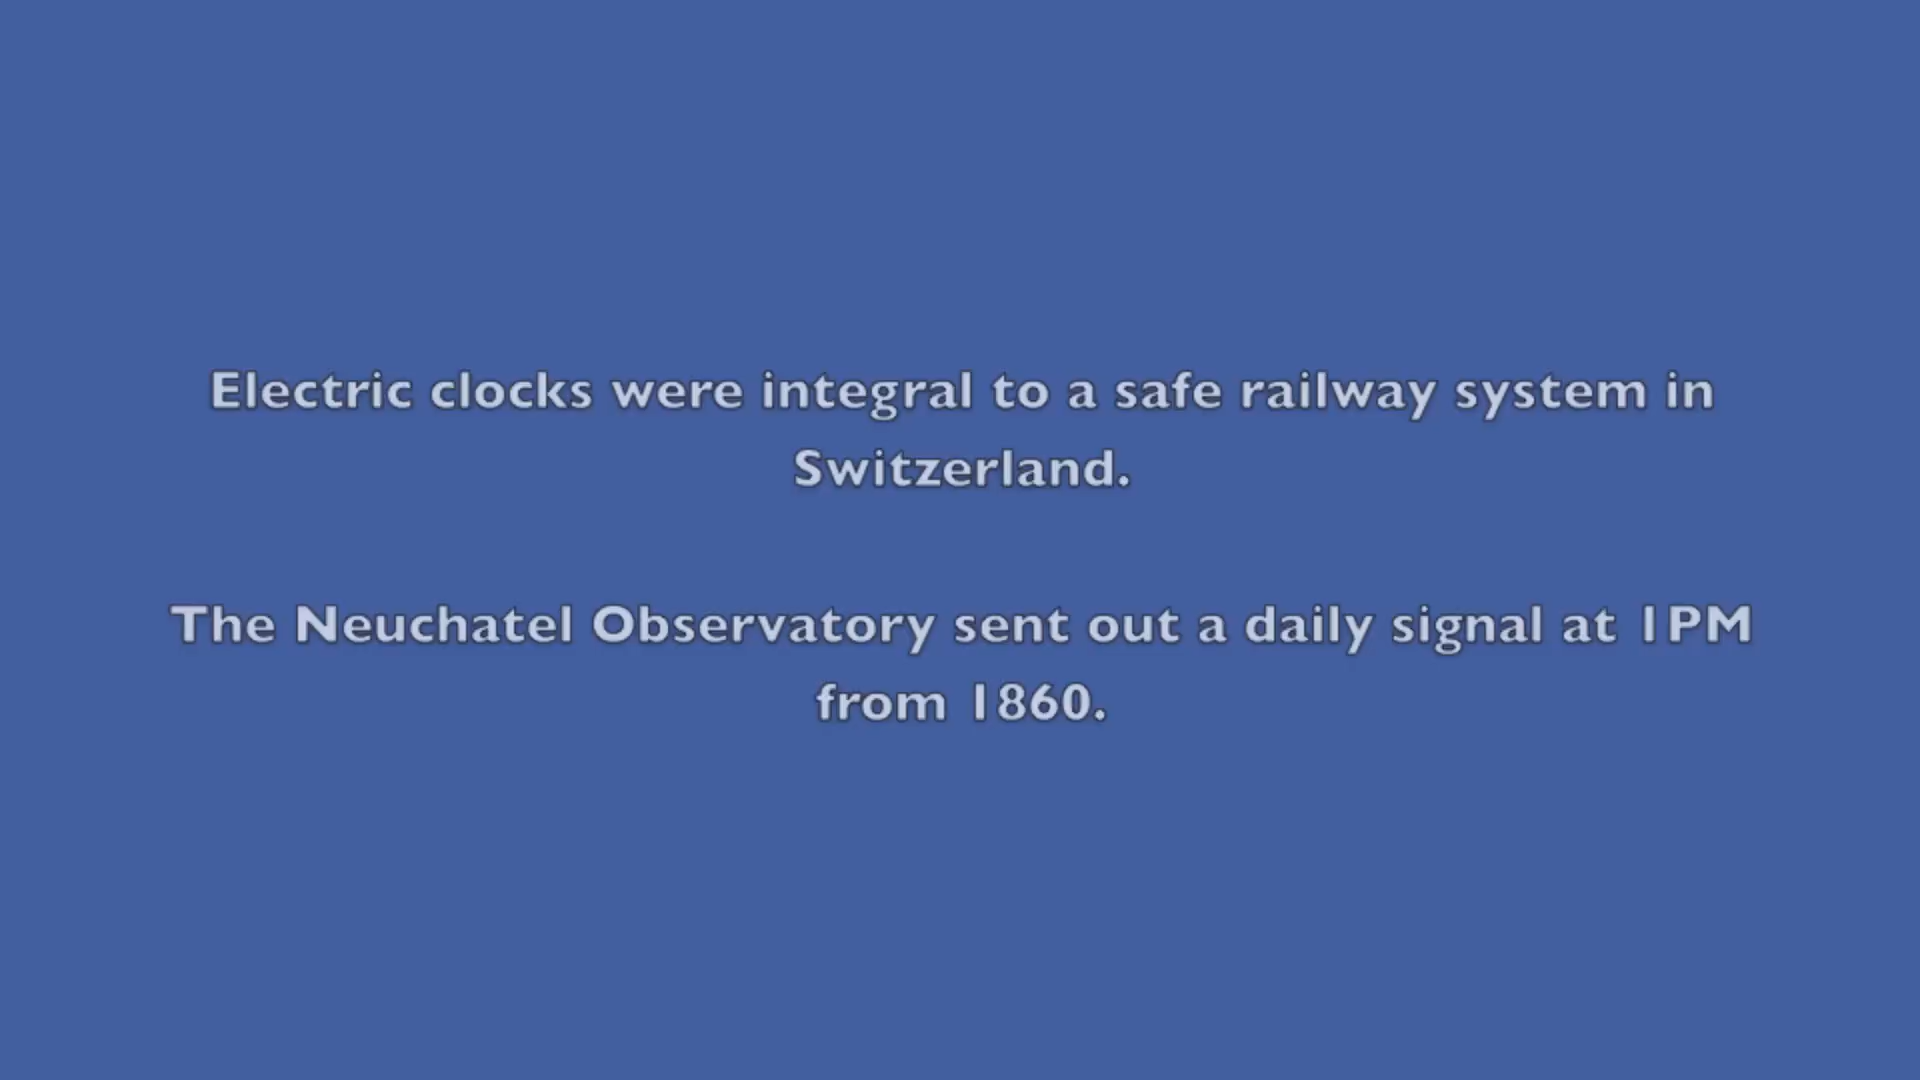 Electric clocks were integral to a safe railway system in
Switzerland.
The Neuchatel Observatory sent out a daily signal at 1PM
from 1860.